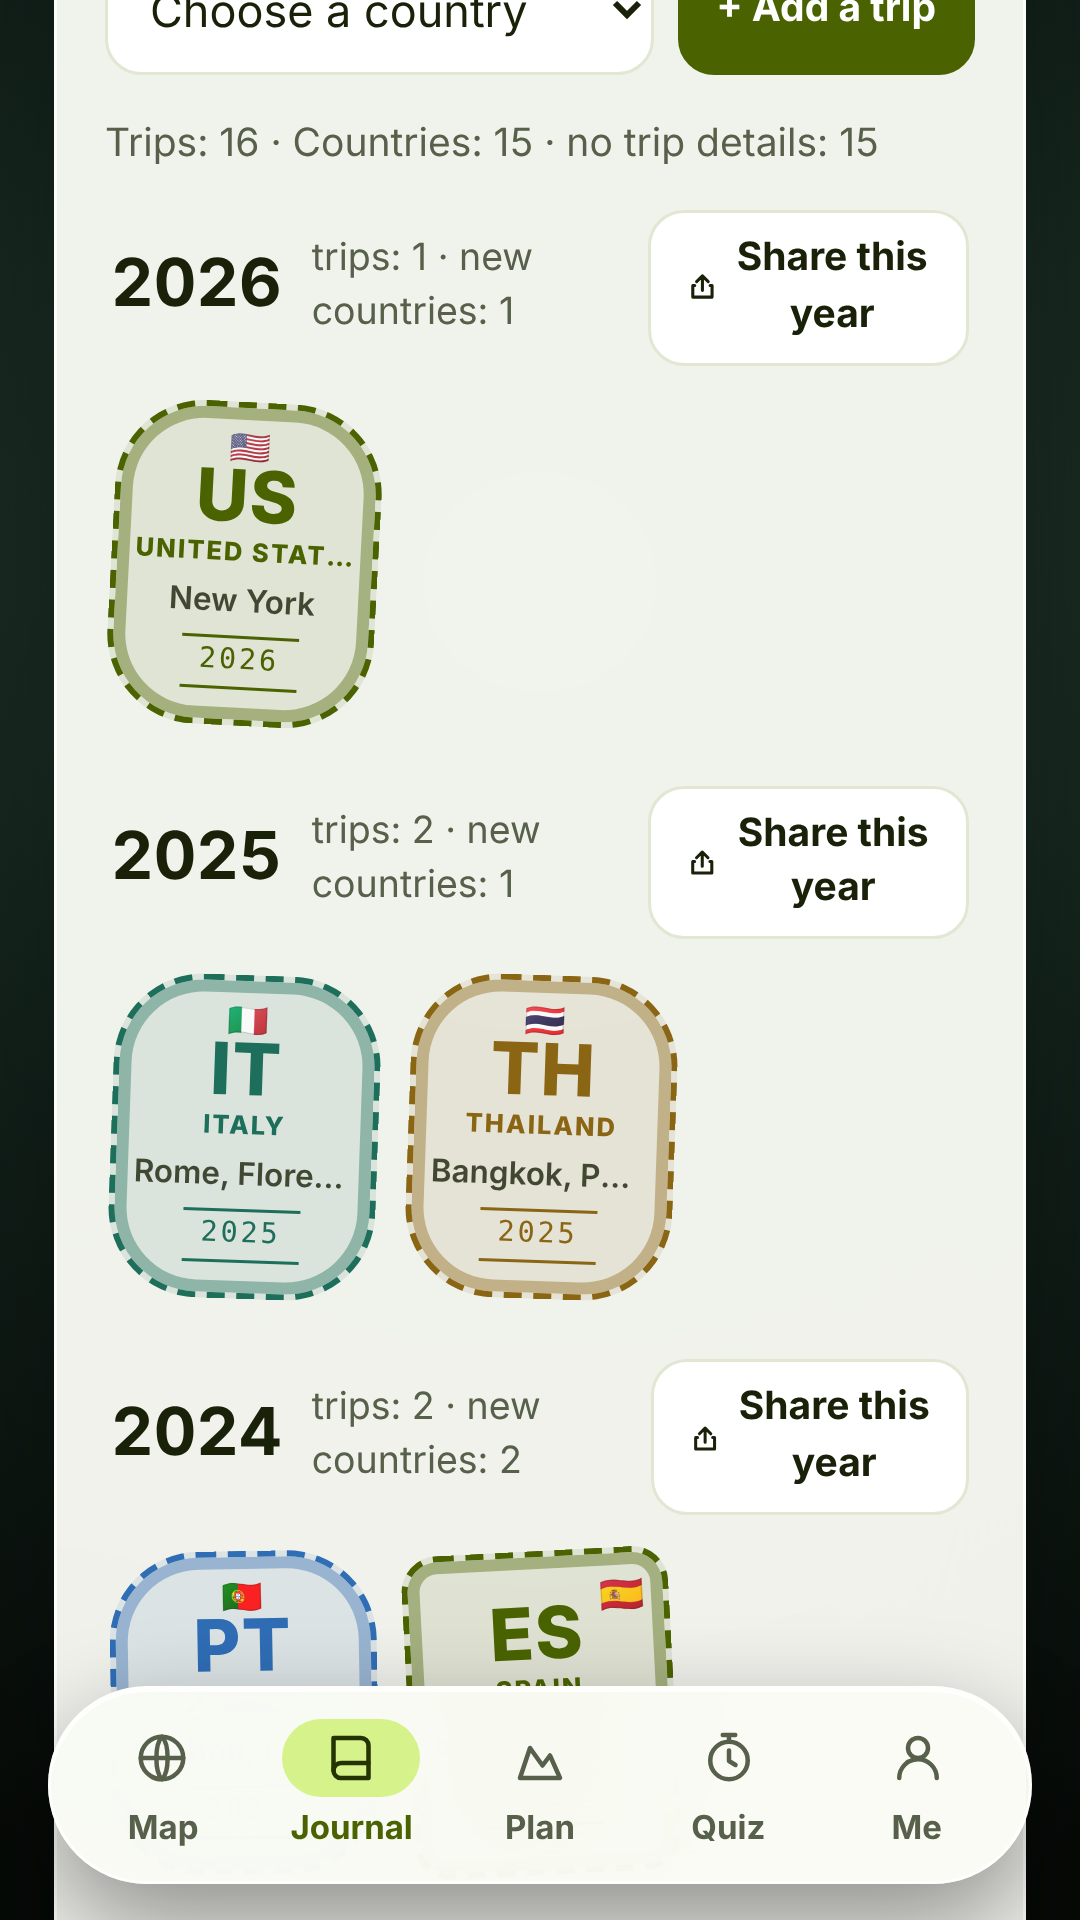 Choose a country
+ Add a trip
Trips: 16 · Countries: 15 · no trip details: 15
2026
trips: 1 · new
countries: 1
Share this
year
US
UNITED STAT...
New York
2026
2025
trips: 2 · new
countries: 1
Share this
year
IT
ITALY
Rome, Flore...
2025
TH
THAILAND
Bangkok, P...
2025
2024
trips: 2 · new
countries: 2
Share this
year
PT
ES
SPAIN
Map
Journal
Plan
Quiz
Me